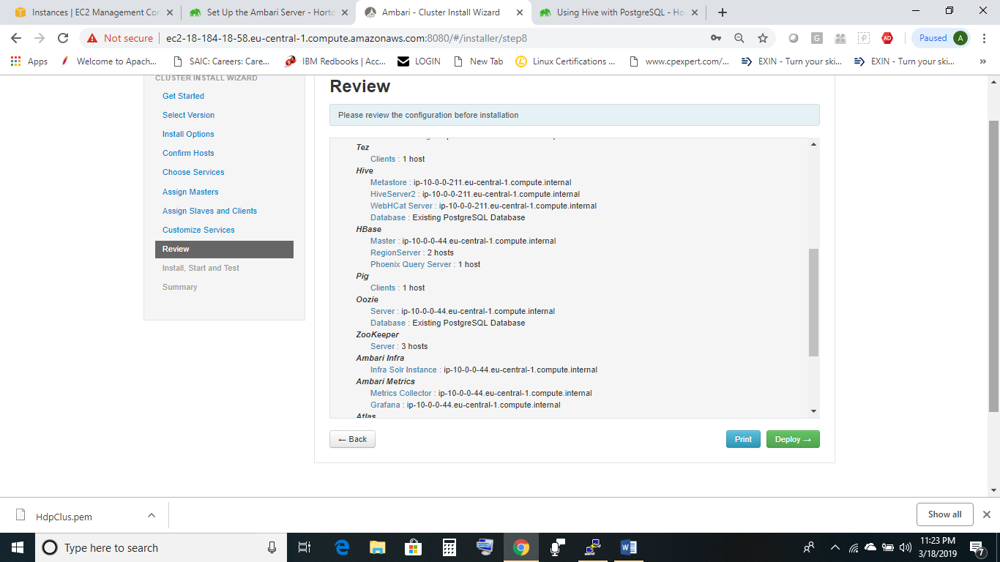 Instances | EC2 Management Con
Set Up the Ambari Server - Horto
Ambari - Cluster Install Wizard
Using Hive with PostgreSQL - Ho
Not secure
ec2-18-184-18-58.eu-central-1.compute.amazonaws.com:8080/#/installer/step8
Paused
A
Apps
Welcome to Apach...
SAIC: Careers: Care...
IBM Redbooks | Acc...
LOGIN
New Tab
Linux Certifications ...
www.cpexpert.com/...
EXIN - Turn your ski...
EXIN - Turn your ski...
»
CLUSTER INSTALL WIZARD
Get Started
Select Version
Install Options
Confirm Hosts
Choose Services
Assign Masters
Assign Slaves and Clients
Customize Services
Review
Install, Start and Test
Summary
Review
Please review the configuration before installation
Tez
Clients : 1 host
Hive
Metastore : ip-10-0-0-211.eu-central-1.compute.internal
HiveServer2 : ip-10-0-0-211.eu-central-1.compute.internal
WebHCat Server : ip-10-0-0-211.eu-central-1.compute.internal
Database : Existing PostgreSQL Database
HBase
Master : ip-10-0-0-44.eu-central-1.compute.internal
RegionServer : 2 hosts
Phoenix Query Server : 1 host
Pig
Clients : 1 host
Oozie
Server : ip-10-0-0-44.eu-central-1.compute.internal
Database : Existing PostgreSQL Database
ZooKeeper
Server : 3 hosts
Ambari Infra
Infra Solr Instance : ip-10-0-0-44.eu-central-1.compute.internal
Ambari Metrics
Metrics Collector : ip-10-0-0-44.eu-central-1.compute.internal
Grafana : ip-10-0-0-44.eu-central-1.compute.internal
Atlas
← Back
Print
Deploy →
HdpClus.pem
Show all
Type here to search
11:23 PM
3/18/2019
7